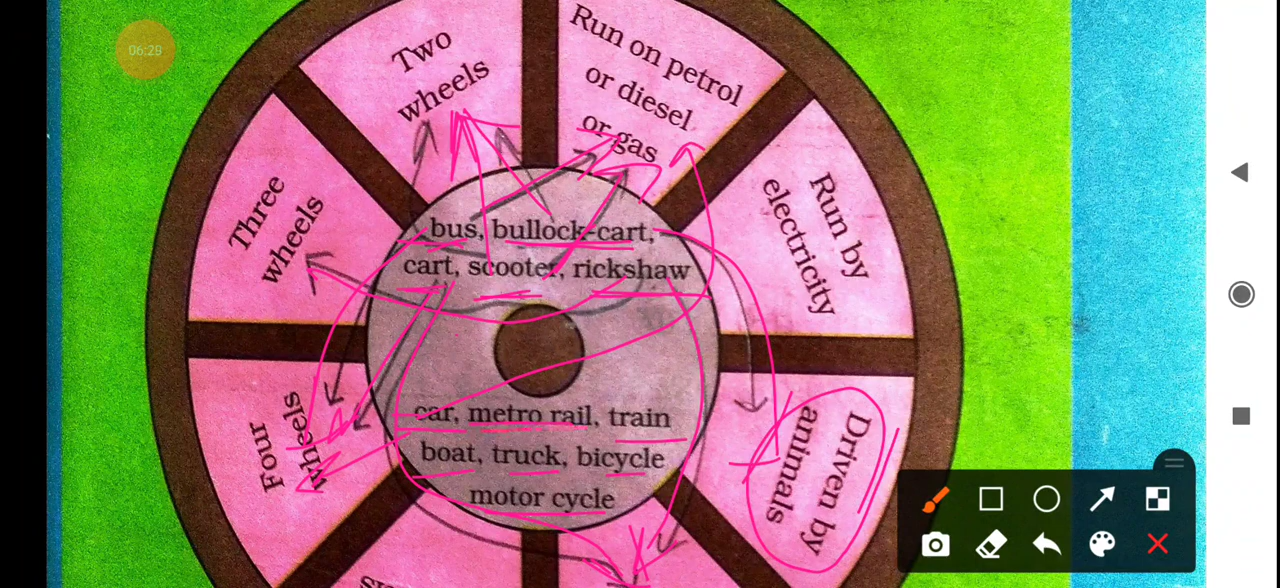 06:29
Two
wheels
Run on petrol
or diesel
or gas
Run by
electricity
Driven by
animals
Three
wheels
Four
wheels
bus, bullock-cart,
cart, scooter, rickshaw
car, metro rail, train
boat, truck, bicycle
motor cycle